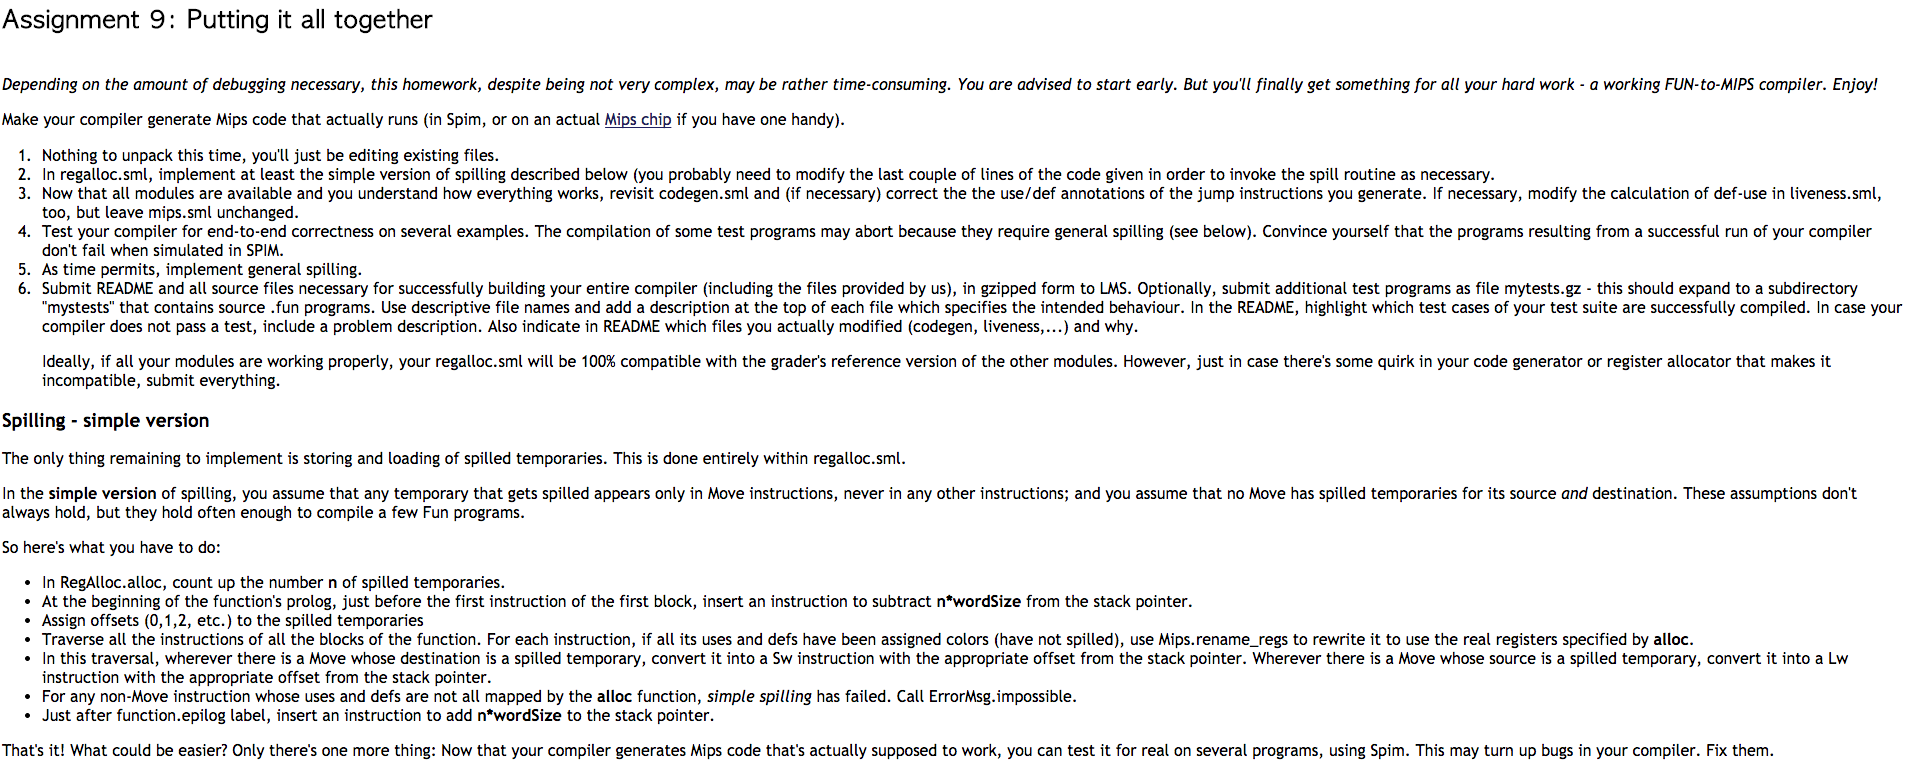 Assignment 9: Putting it all together
Depending on the amount of debugging necessary, this homework, despite being not very complex, may be rather time-consuming. You are advised to start early. But you'll finally get something for all your hard work - a working FUN-to-MIPS compiler. Enjoy!
Make your compiler generate Mips code that actually runs (in Spim, or on an actual Mips chip if you have one handy).
1. Nothing to unpack this time, you'll just be editing existing files.
2. In regalloc.sml, implement at least the simple version of spilling described below (you probably need to modify the last couple of lines of the code given in order to invoke the spill routine as necessary.
3. Now that all modules are available and you understand how everything works, revisit codegen.sml and (if necessary) correct the the use/def annotations of the jump instructions you generate. If necessary, modify the calculation of def-use in liveness.sml,
too, but leave mips.sml unchanged.
4. Test your compiler for end-to-end correctness on several examples. The compilation of some test programs may abort because they require general spilling (see below). Convince yourself that the programs resulting from a successful run of your compiler
don't fail when simulated in SPIM.
5. As time permits, implement general spilling.
6. Submit README and all source files necessary for successfully building your entire compiler (including the files provided by us), in gzipped form to LMS. Optionally, submit additional test programs as file mytests.gz - this should expand to a subdirectory
"mystests" that contains source .fun programs. Use descriptive file names and add a description at the top of each file which specifies the intended behaviour. In the README, highlight which test cases of your test suite are successfully compiled. In case your
compiler does not pass a test, include a problem description. Also indicate in README which files you actually modified (codegen, liveness,...) and why.
Ideally, if all your modules are working properly, your regalloc.sml will be 100% compatible with the grader's reference version of the other modules. However, just in case there's some quirk in your code generator or register allocator that makes it
incompatible, submit everything.
Spilling - simple version
The only thing remaining to implement is storing and loading of spilled temporaries. This is done entirely within regalloc.sml.
In the simple version of spilling, you assume that any temporary that gets spilled appears only in Move instructions, never in any other instructions; and you assume that no Move has spilled temporaries for its source and destination. These assumptions don't
always hold, but they hold often enough to compile a few Fun programs.
So here's what you have to do:
• In RegAlloc.alloc, count up the number n of spilled temporaries.
• At the beginning of the function's prolog, just before the first instruction of the first block, insert an instruction to subtract n*wordSize from the stack pointer.
• Assign offsets (0,1,2, etc.) to the spilled temporaries
• Traverse all the instructions of all the blocks of the function. For each instruction, if all its uses and defs have been assigned colors (have not spilled), use Mips.rename_regs to rewrite it to use the real registers specified by alloc.
• In this traversal, wherever there is a Move whose destination is a spilled temporary, convert it into a Sw instruction with the appropriate offset from the stack pointer. Wherever there is a Move whose source is a spilled temporary, convert it into a Lw
instruction with the appropriate offset from the stack pointer.
• For any non-Move instruction whose uses and defs are not all mapped by the alloc function, simple spilling has failed. Call ErrorMsg.impossible.
• Just after function.epilog label, insert an instruction to add n*wordSize to the stack pointer.
That's it! What could be easier? Only there's one more thing: Now that your compiler generates Mips code that's actually supposed to work, you can test it for real on several programs, using Spim. This may turn up bugs in your compiler. Fix them.